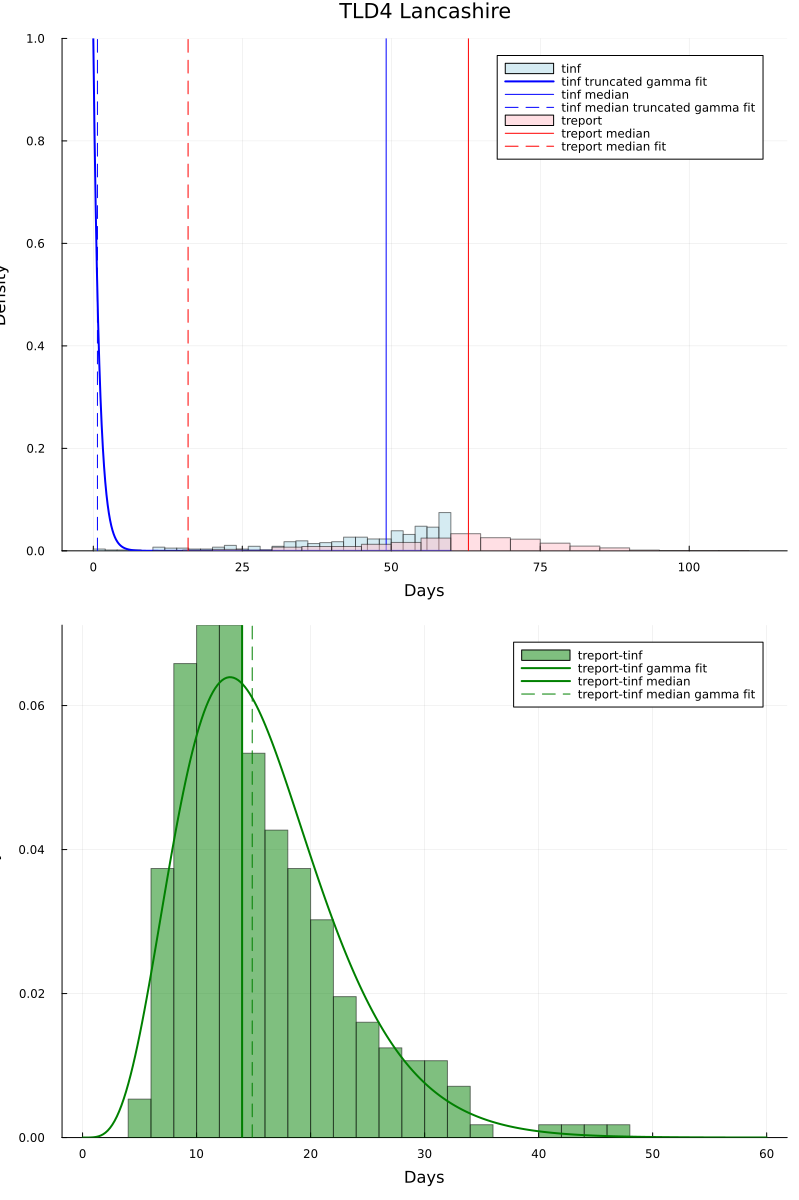 TLD4 Lancashire
1.0
0.8
0.6
0.4
0.2
0.0
Density
tinf
tinf truncated gamma fit
tinf median
tinf median truncated gamma fit
treport
treport median
treport median fit
0 25 50 75 100
Days
0.06
0.04
0.02
0.00
treport-tinf
treport-tinf gamma fit
treport-tinf median
treport-tinf median gamma fit
0 10 20 30 40 50 60
Days